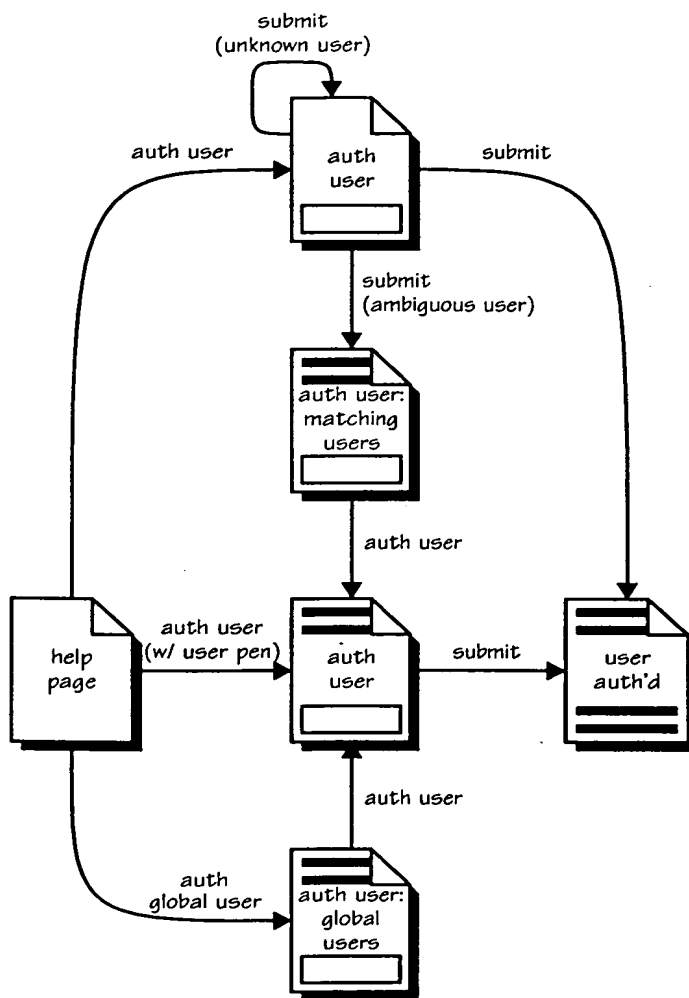 submit
(unknown user)
auth user
auth
user
submit
submit
(ambiguous user)
auth user:
matching
users
auth user
help
page
auth user
(w/ user pen)
auth
user
submit
user
auth'd
auth user
auth
global user
auth user:
global
users